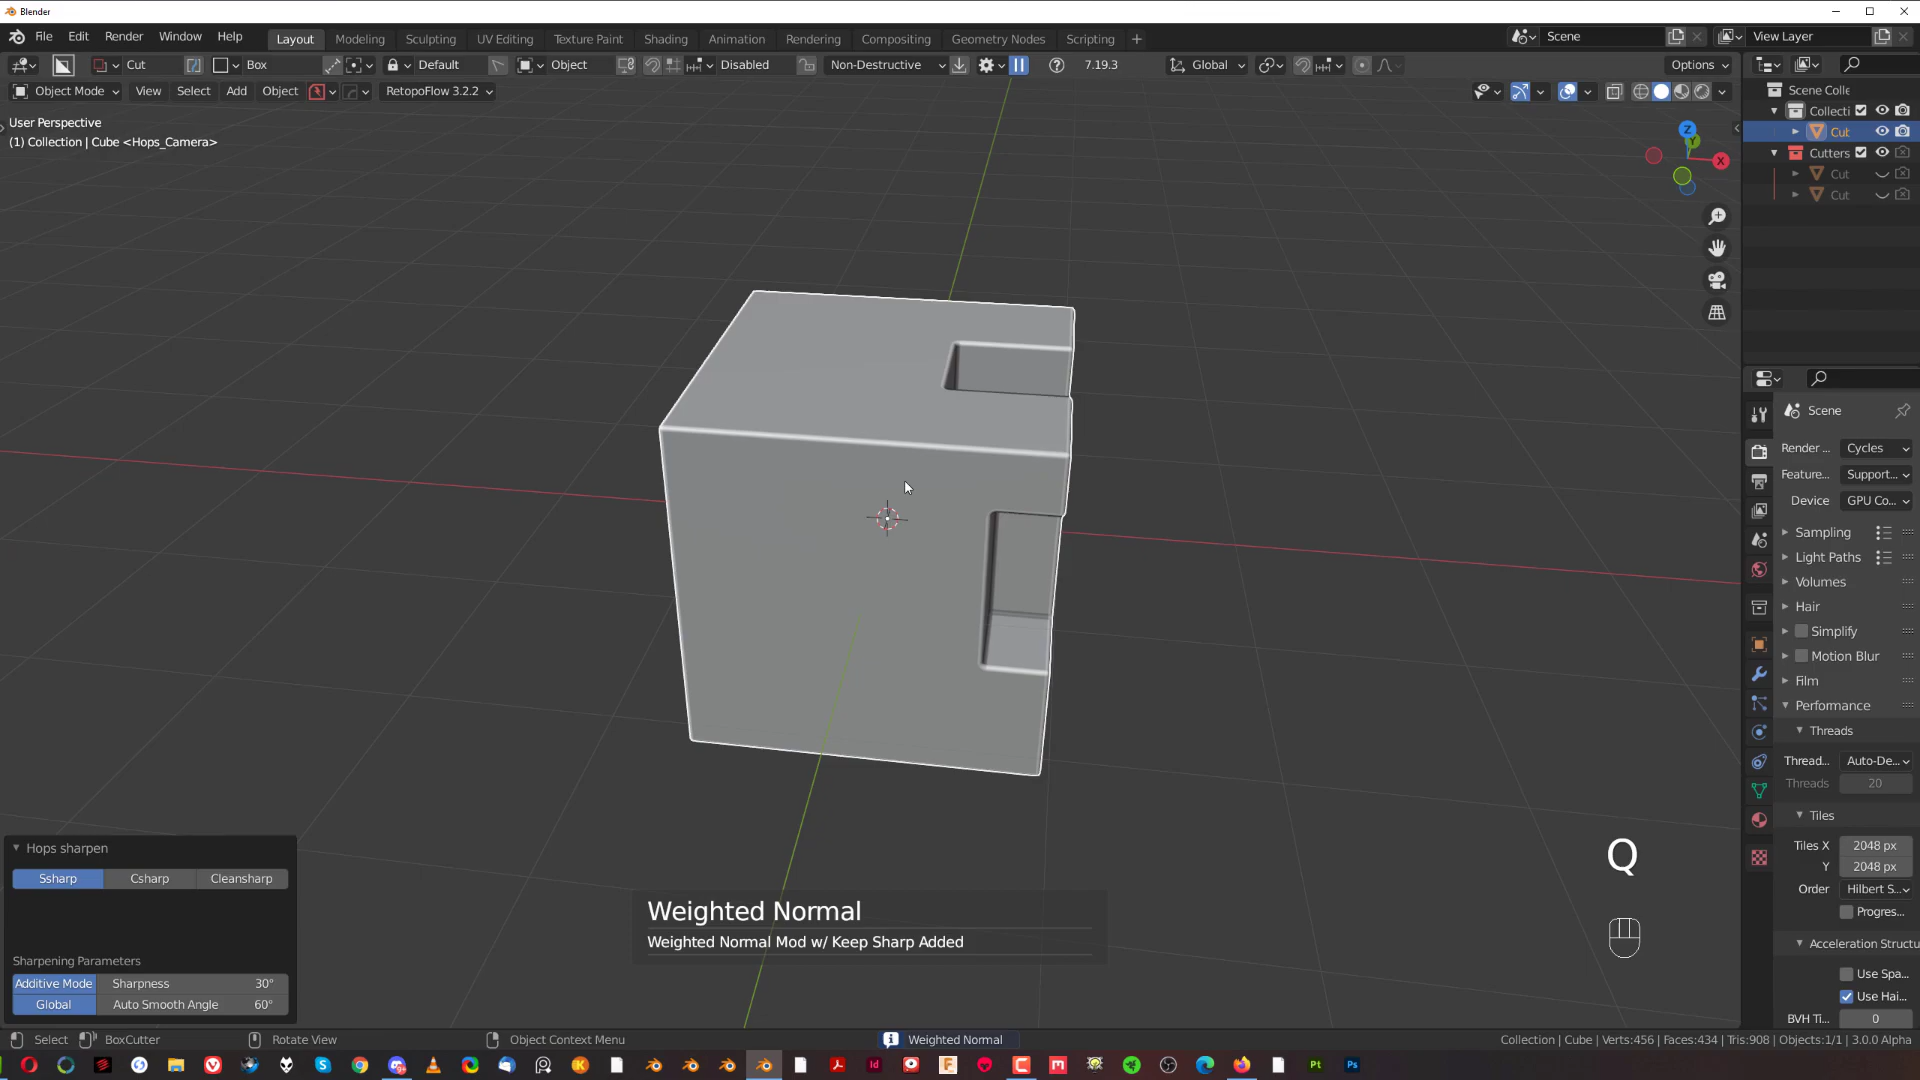 Blender
File Edit Render Window Help Layout Modeling Sculpting UV Editing Texture Paint Shading Animation Rendering Compositing Geometry Nodes Scripting + Scene View Layer
Cut Box Default Object Disabled Non-Destructive 7.19.3 Global Options
Object Mode View Select Add Object RetopoFlow 3.2.2
User Perspective
(1) Collection | Cube <Hops_Camera>
Z
Y
X
Scene Colle
Collecti
Cut
Cutters
Cut
Cut
Scene
Render ... Cycles
Feature... Support...
Device GPU Co...
Sampling
Light Paths
Volumes
Hair
Simplify
Motion Blur
Film
Performance
Threads
Thread... Auto-De...
Threads 20
Tiles
Tiles X 2048 px
Y 2048 px
Order Hilbert S...
Progres...
Acceleration Structu
Use Spa...
Use Hai...
BVH Ti... 0
Q
Hops sharpen
Ssharp Csharp Cleansharp
Sharpening Parameters
Additive Mode Sharpness 30°
Global Auto Smooth Angle 60°
Weighted Normal
Weighted Normal Mod w/ Keep Sharp Added
Select BoxCutter Rotate View Object Context Menu Weighted Normal Collection | Cube | Verts:456 | Faces:434 | Tris:908 | Objects:1/1 | 3.0.0 Alpha
Id F m Pt Ps